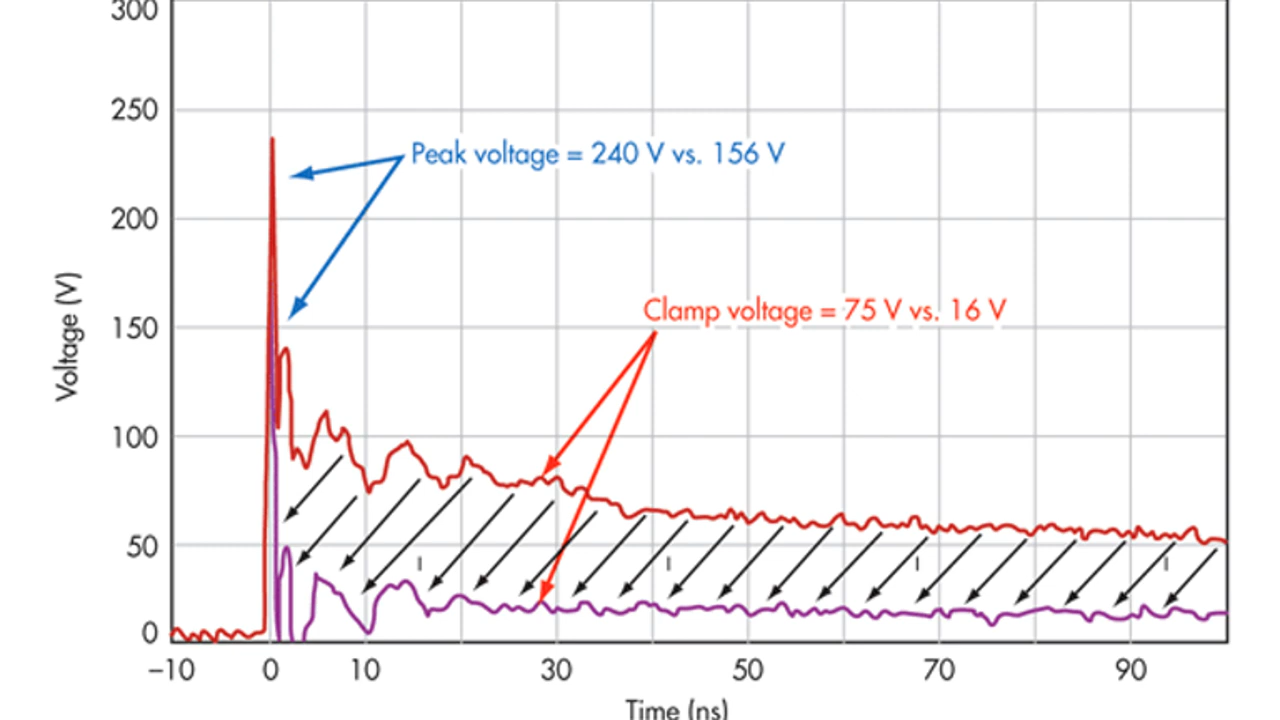 300
250
Peak voltage = 240 V vs. 156 V
200
Clamp voltage = 75 V vs. 16 V
150
Voltage (V)
100
50
0
–10 0 10 30 50 70 90
Time (ns)